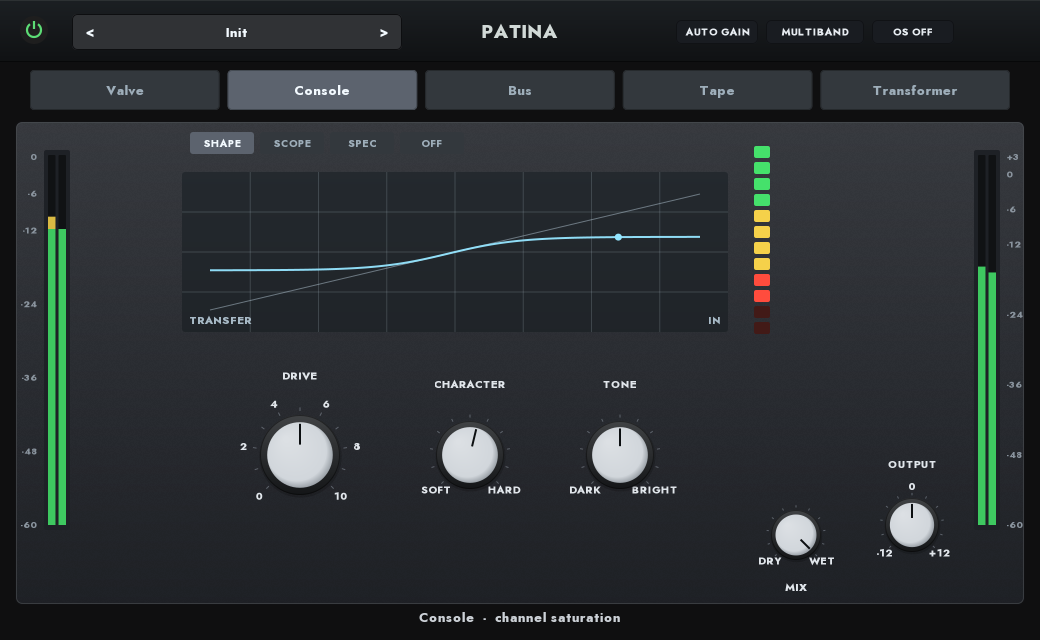 < Init > PATINA AUTO GAIN MULTIBAND OS OFF
Valve Console Bus Tape Transformer
SHAPE SCOPE SPEC OFF
0
-6
-12
-24
-36
-48
-60
TRANSFER IN
+3
0
-6
-12
-24
-36
-48
-60
DRIVE
0 2 4 6 8 10
CHARACTER
SOFT HARD
TONE
DARK BRIGHT
DRY WET
MIX
OUTPUT
0
-12 +12
Console - channel saturation